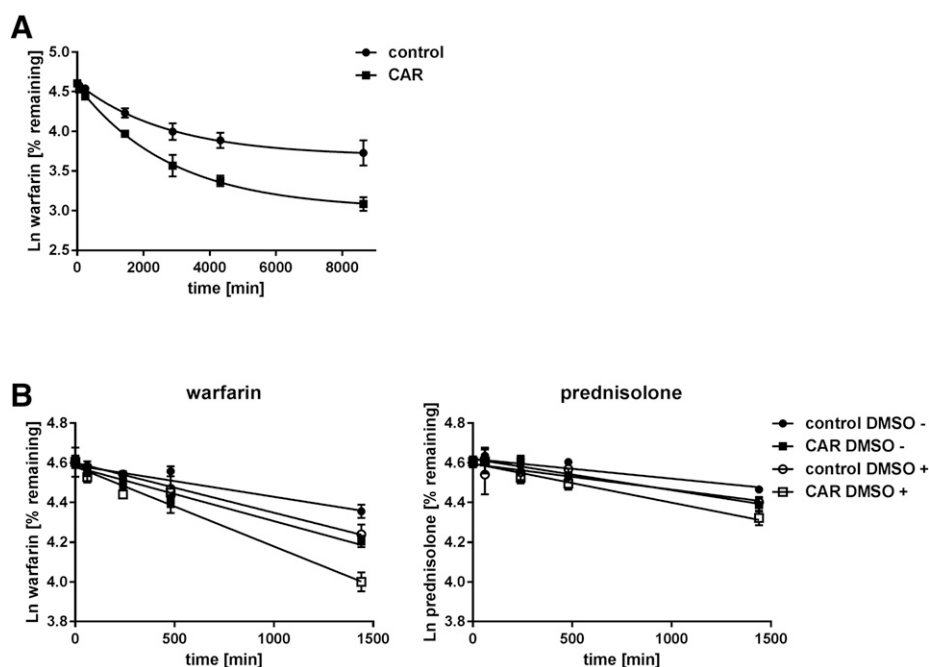 A
control
CAR
Ln warfarin [% remaining]
5.0
4.5
4.0
3.5
3.0
2.5
0 2000 4000 6000 8000
time [min]
B
warfarin
Ln warfarin [% remaining]
4.8
4.6
4.4
4.2
4.0
3.8
0 500 1000 1500
time [min]
prednisolone
Ln prednisolone [% remaining]
4.8
4.6
4.4
4.2
4.0
3.8
0 500 1000 1500
time [min]
control DMSO -
CAR DMSO -
control DMSO +
CAR DMSO +